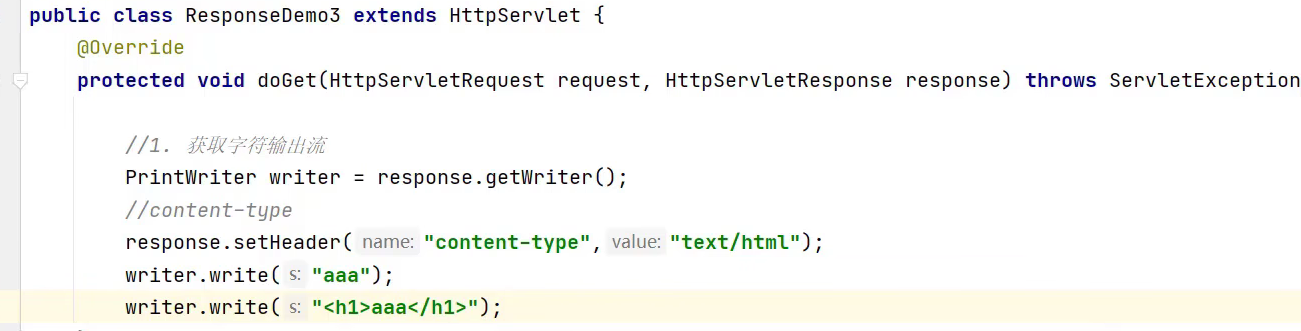 public class ResponseDemo3 extends HttpServlet {
@Override
protected void doGet(HttpServletRequest request, HttpServletResponse response) throws ServletException
//1. 获取字符输出流
PrintWriter writer = response.getWriter();
//content-type
response.setHeader( name: "content-type", value: "text/html");
writer.write( s: "aaa");
writer.write( s: "<h1>aaa</h1>");